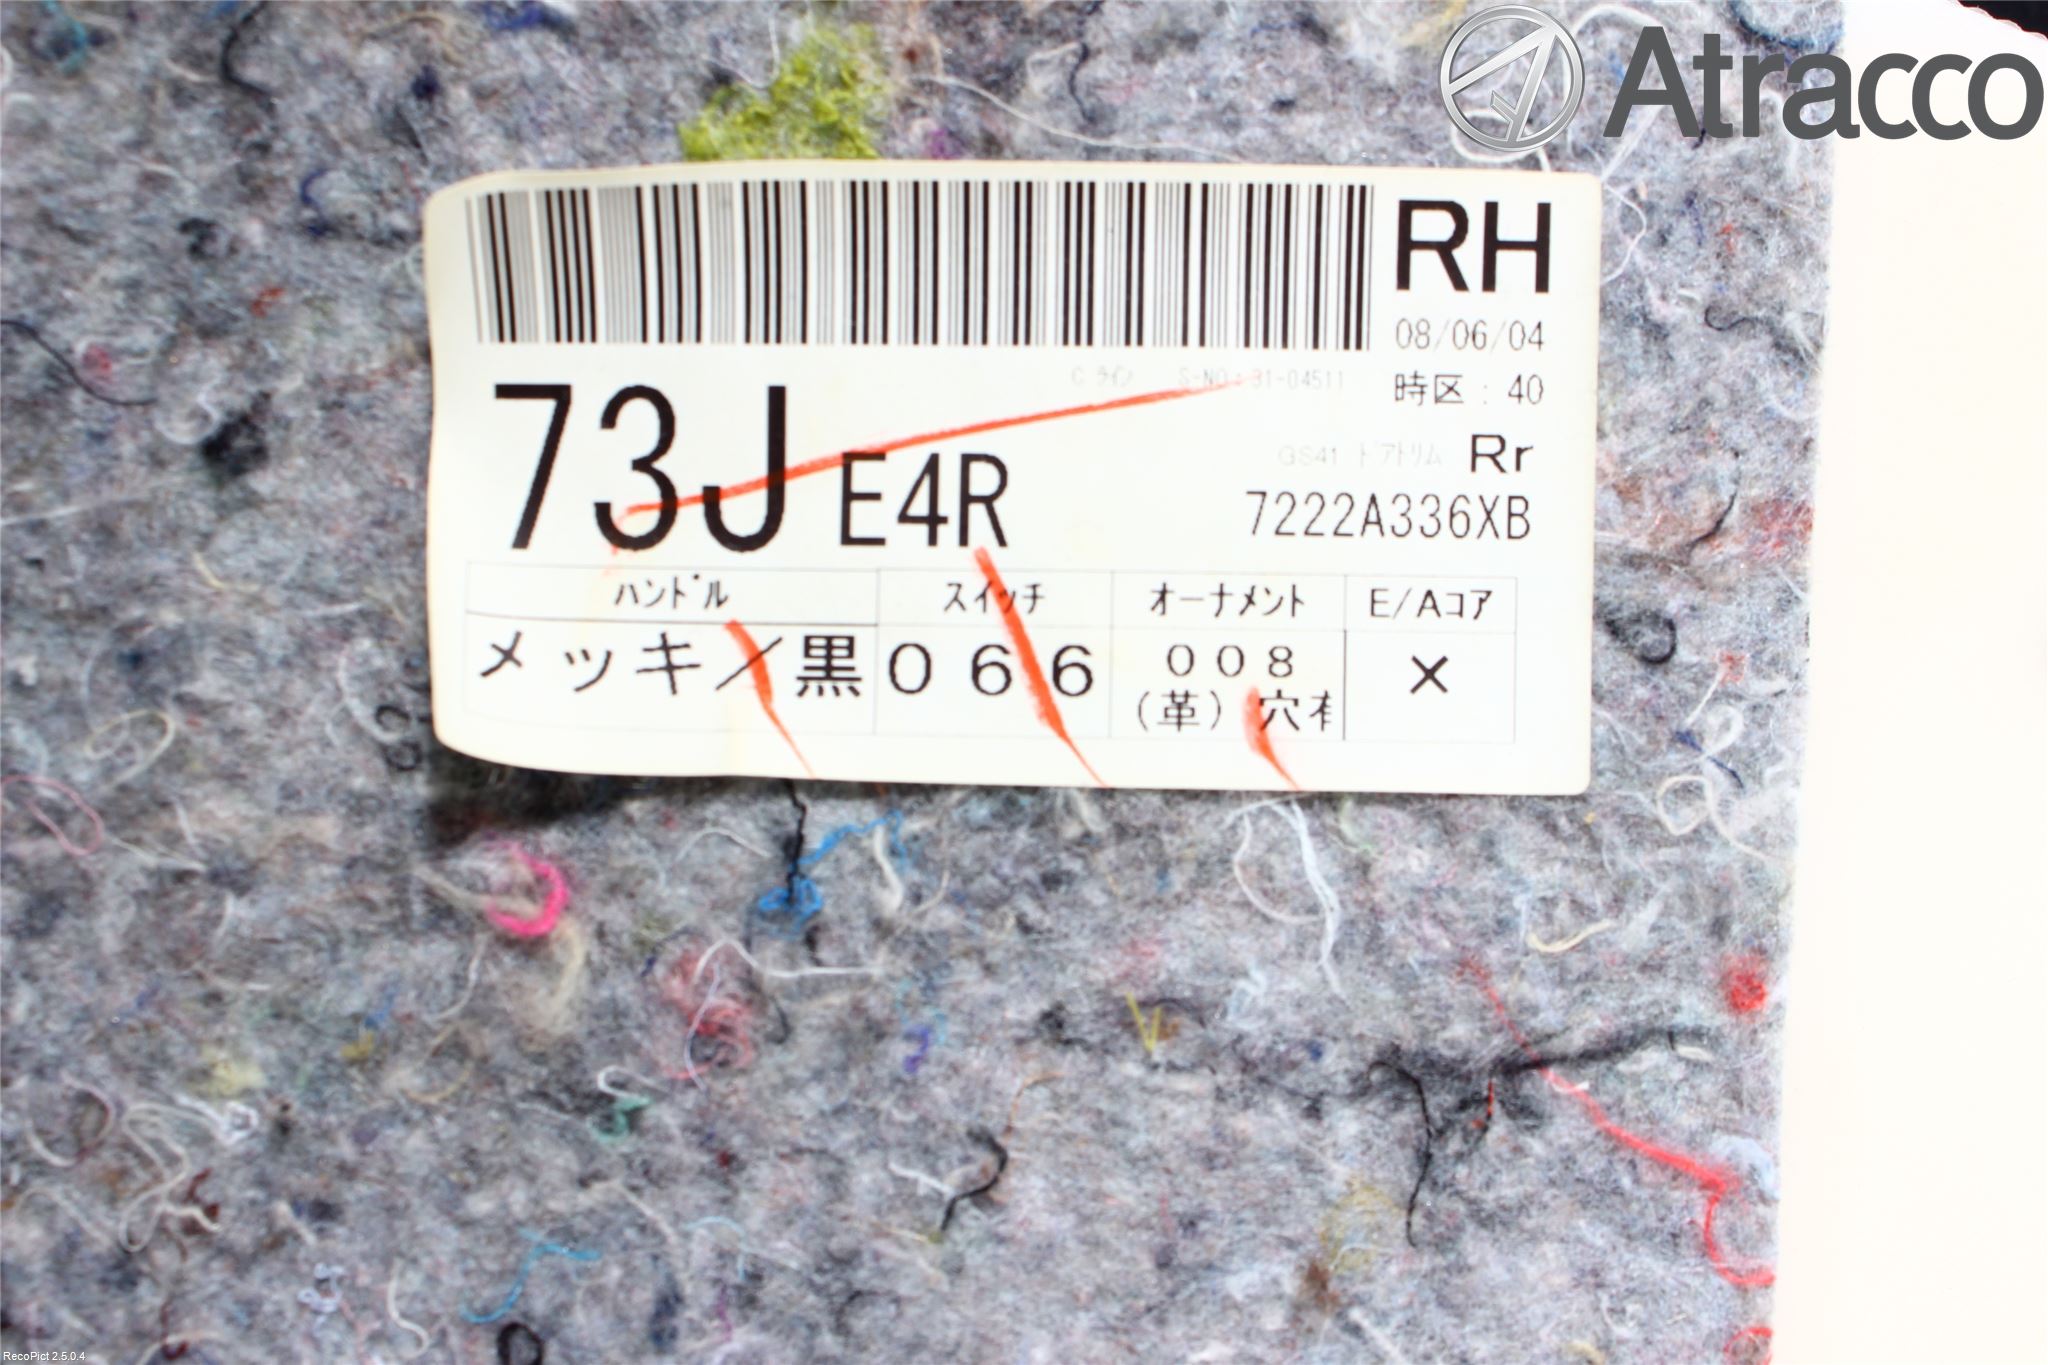 Atracco
RH
08/06/04
C ライン S-NO:31-04511
時区:40
73J E4R
GS41 ドアトリム Rr
7222A336XB
ハンドル スイッチ オーナメント E/Aコア
メッキ/黒 066 008 ×
(革)穴有
RecoPict 2.5.0.4